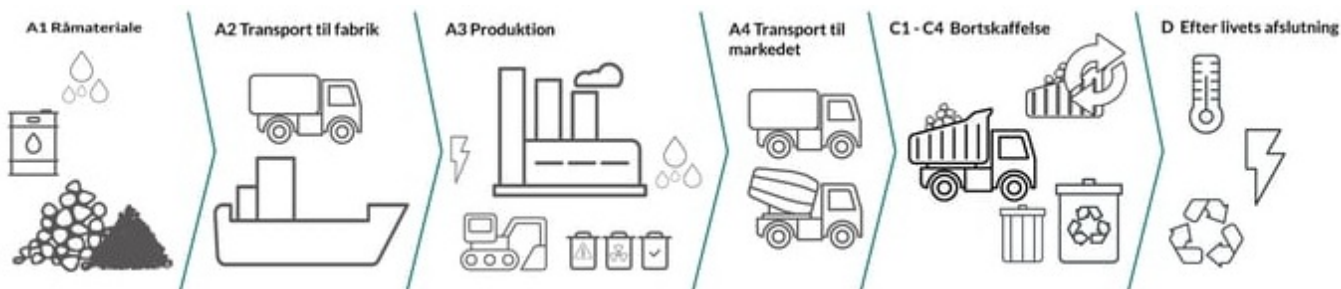 A1 Råmateriale
A2 Transport til fabrik
A3 Produktion
A4 Transport til
markedet
C1 - C4 Bortskaffelse
D Efter livets afslutning